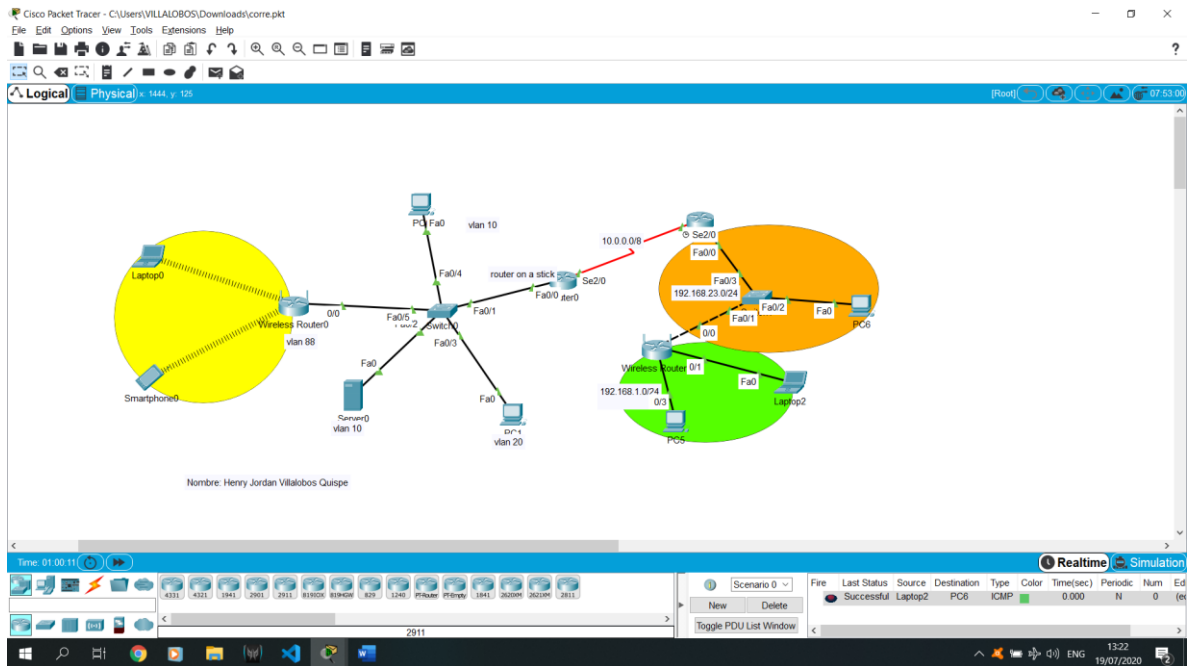 Cisco Packet Tracer - C:\Users\VILLALOBOS\Downloads\corre.pkt
File Edit Options View Tools Extensions Help
?
Logical Physical x: 1444, y: 125 [Root] 07:53:00
PC Fa0
vlan 10
10.0.0.0/8
Se2/0
Fa0/0
Laptop0
Fa0/4
router on a stick
Se2/0
Fa0/0
Fa0/3
192.168.23.0/24
Fa0/2
Fa0
PC6
0/0
Fa0/5
Fa0/1
Fa0/1
Wireless Router0
Switch0
vlan 88
Fa0/3
0/0
Fa0
Wireless Router
0/1
Fa0
Laptop2
Smartphone0
Fa0
192.168.1.0/24
0/3
Server0
vlan 10
PC1
vlan 20
PC5
Nombre: Henry Jordan Villalobos Quispe
Time: 01:00:11
Realtime Simulation
4331 4321 1941 2901 2911 819IOX 819HGW 829 1240 PT-Router PT-Empty 1841 2620XM 2621XM 2811
2911
Scenario 0
New Delete
Toggle PDU List Window
Fire Last Status Source Destination Type Color Time(sec) Periodic Num Ed
Successful Laptop2 PC6 ICMP 0.000 N 0
ENG
13:22
19/07/2020
2